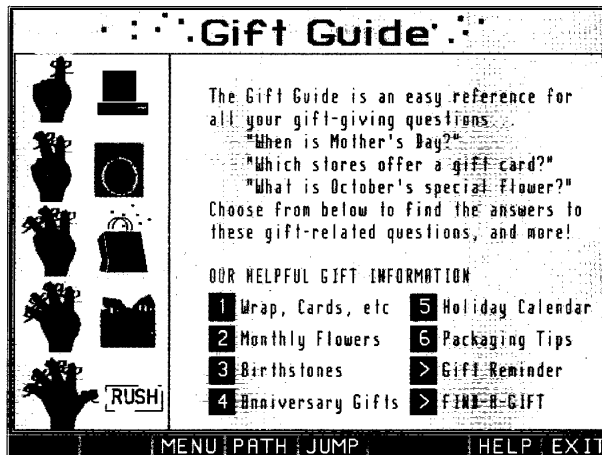 Gift Guide
The Gift Guide is an easy reference for
all your gift-giving questions...
"When is Mother's Day?"
"Which stores offer a gift card?"
"What is October's special flower?"
Choose from below to find the answers to
these gift-related questions, and more!
OUR HELPFUL GIFT INFORMATION
1 Wrap, Cards, etc
5 Holiday Calendar
2 Monthly Flowers
6 Packaging Tips
3 Birthstones
> Gift Reminder
4 Anniversary Gifts
> FIND-A-GIFT
RUSH
MENU PATH JUMP HELP EXIT